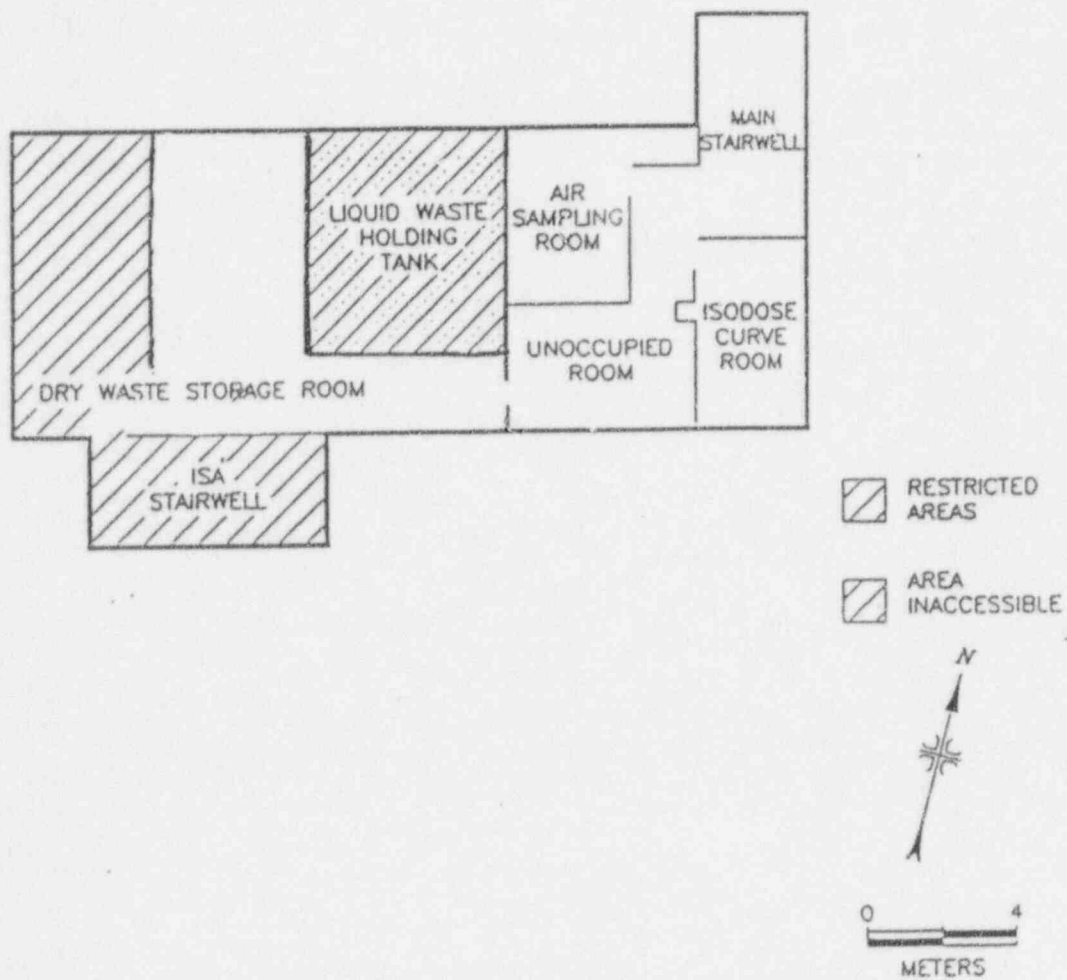 MAIN
STAIRWELL
LIQUID WASTE
HOLDING
TANK
AIR
SAMPLING
ROOM
ISODOSE
CURVE
ROOM
UNOCCUPIED
ROOM
DRY WASTE STORAGE ROOM
ISA
STAIRWELL
RESTRICTED
AREAS
AREA
INACCESSIBLE
N
0 4
METERS